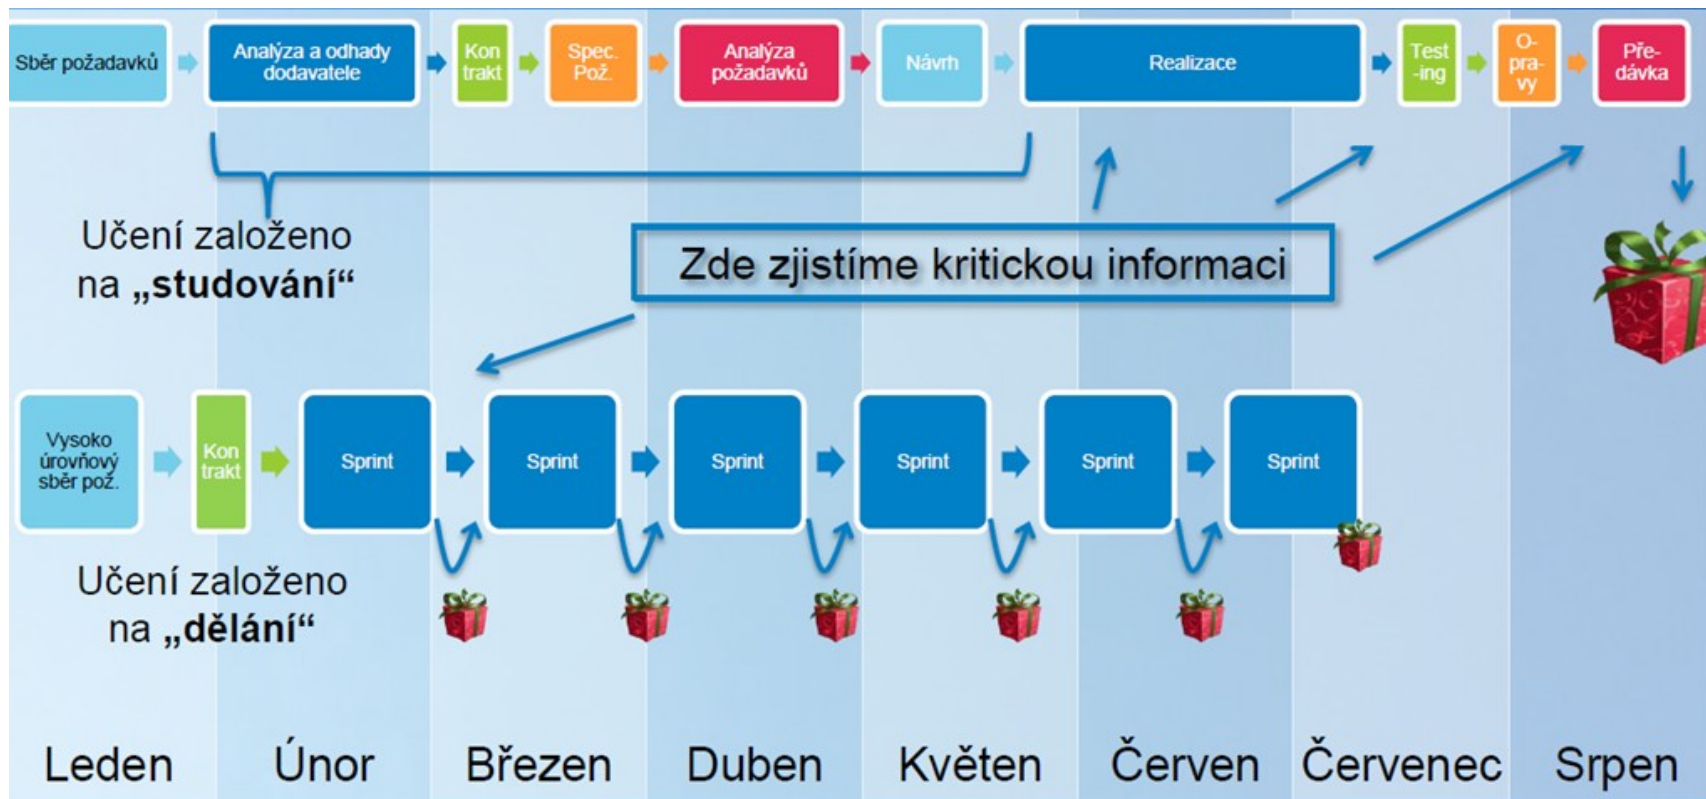 Sběr požadavků
Analýza a odhady
dodavatele
Kon
trakt
Spec.
Pož.
Analýza
požadavků
Návrh
Realizace
Test
-ing
O-
pra-
vy
Pře-
dávka
Učení založeno
na „studování“
Zde zjistíme kritickou informaci
Vysoko
úrovňový
sběr pož.
Kon
trakt
Sprint
Sprint
Sprint
Sprint
Sprint
Sprint
Učení založeno
na „dělání“
Leden
Únor
Březen
Duben
Květen
Červen
Červenec
Srpen